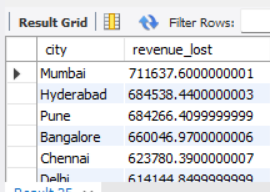 Result Grid Filter Rows:
city revenue_lost
Mumbai 711637.6000000001
Hyderabad 684538.4400000003
Pune 684266.4099999999
Bangalore 660046.9700000006
Chennai 623780.3900000007
Delhi 614144.8499999999
Result 25